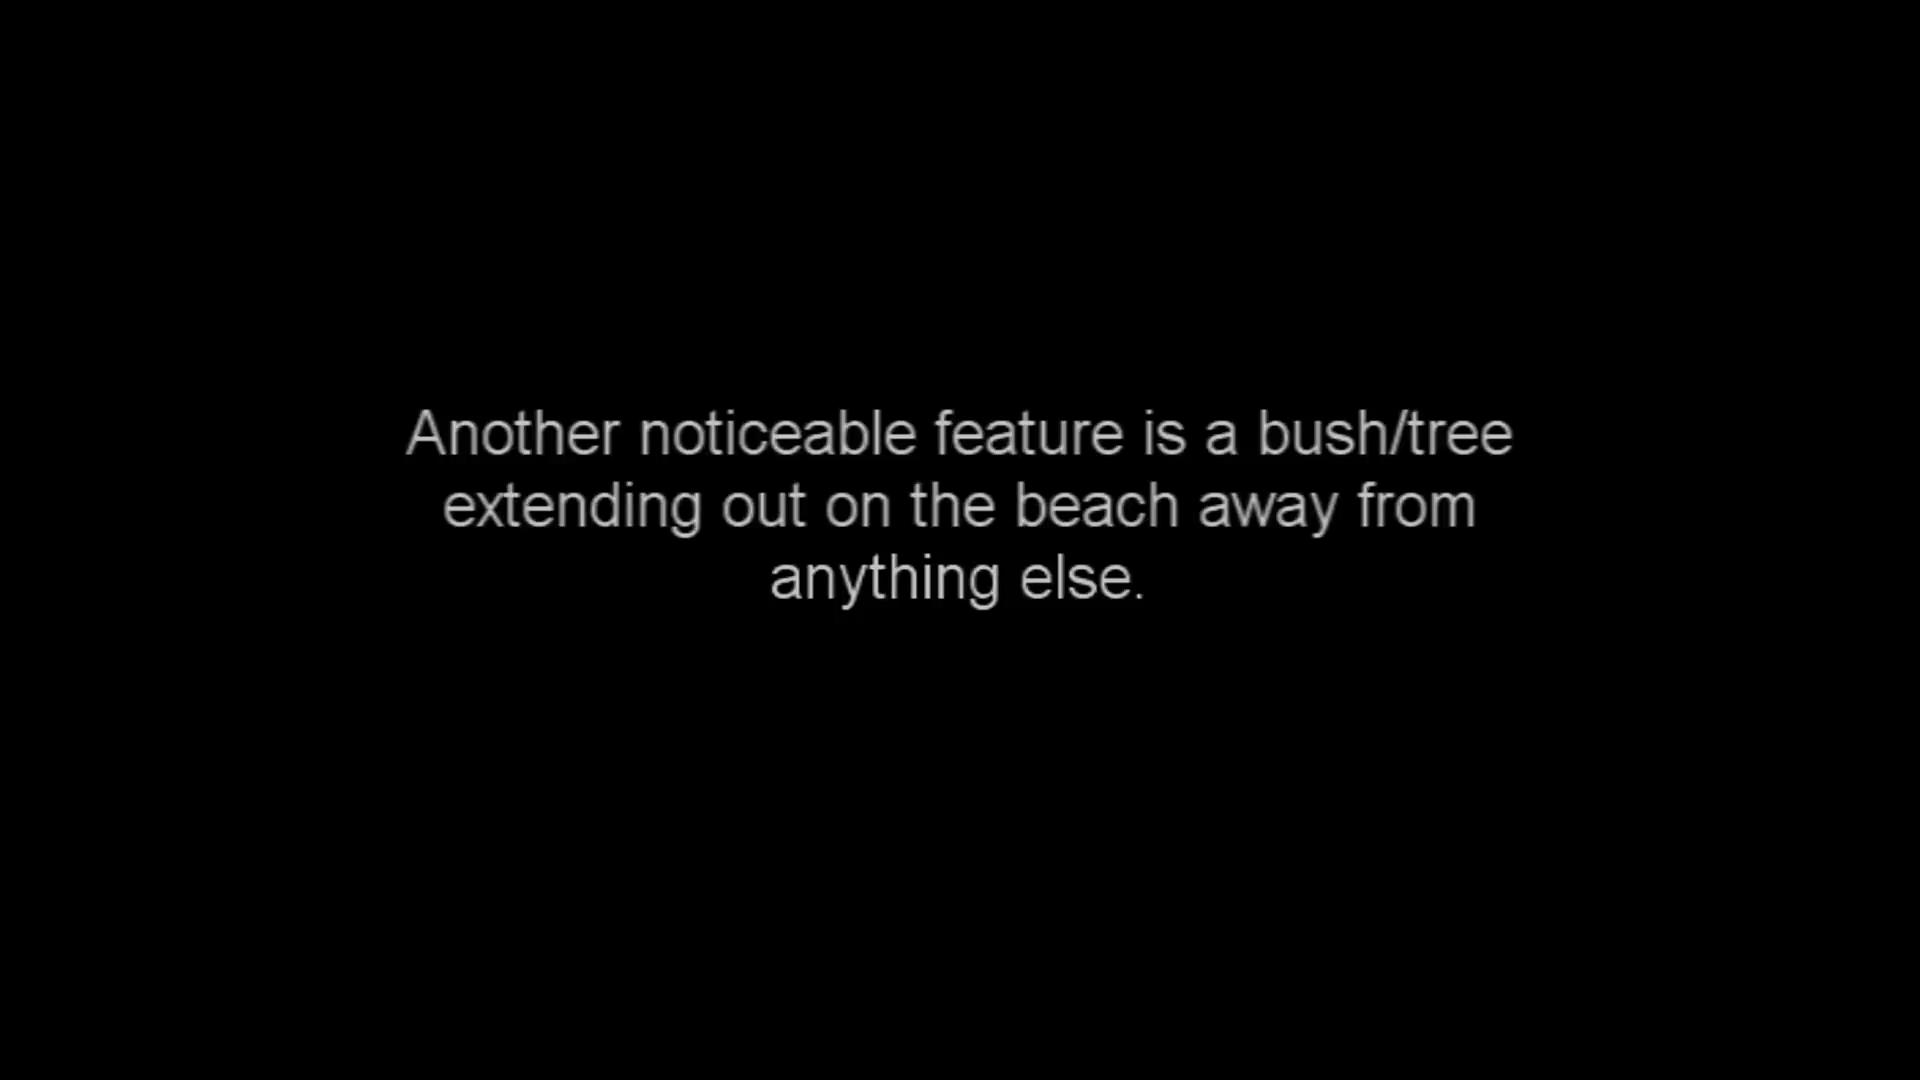 Another noticeable feature is a bush/tree
extending out on the beach away from
anything else.